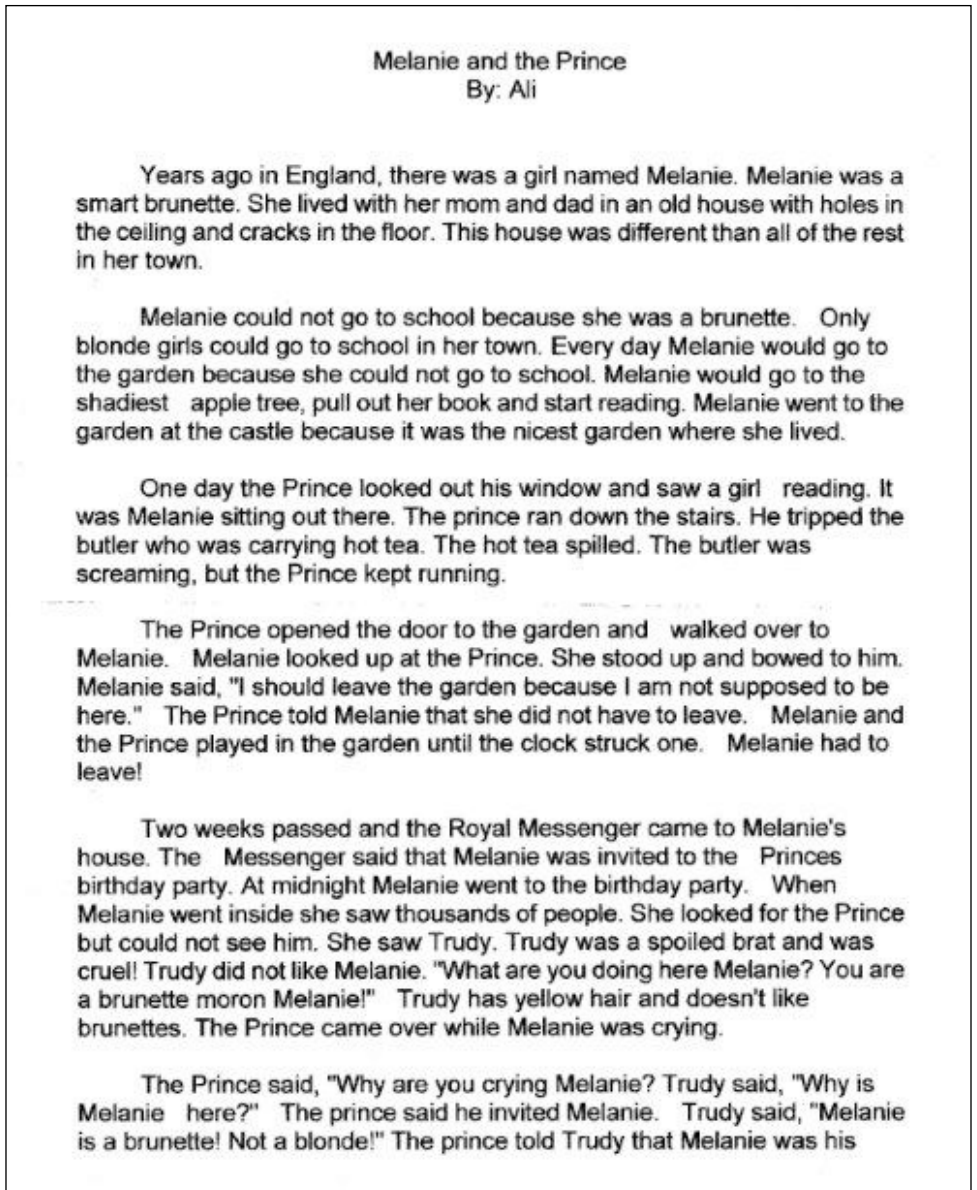 Melanie and the Prince
By: Ali
Years ago in England, there was a girl named Melanie. Melanie was a
smart brunette. She lived with her mom and dad in an old house with holes in
the ceiling and cracks in the floor. This house was different than all of the rest
in her town.
Melanie could not go to school because she was a brunette. Only
blonde girls could go to school in her town. Every day Melanie would go to
the garden because she could not go to school. Melanie would go to the
shadiest apple tree, pull out her book and start reading. Melanie went to the
garden at the castle because it was the nicest garden where she lived.
One day the Prince looked out his window and saw a girl reading. It
was Melanie sitting out there. The prince ran down the stairs. He tripped the
butler who was carrying hot tea. The hot tea spilled. The butler was
screaming, but the Prince kept running.
The Prince opened the door to the garden and walked over to
Melanie. Melanie looked up at the Prince. She stood up and bowed to him.
Melanie said, "I should leave the garden because I am not supposed to be
here." The Prince told Melanie that she did not have to leave. Melanie and
the Prince played in the garden until the clock struck one. Melanie had to
leave!
Two weeks passed and the Royal Messenger came to Melanie's
house. The Messenger said that Melanie was invited to the Princes
birthday party. At midnight Melanie went to the birthday party. When
Melanie went inside she saw thousands of people. She looked for the Prince
but could not see him. She saw Trudy. Trudy was a spoiled brat and was
cruel! Trudy did not like Melanie. "What are you doing here Melanie? You are
a brunette moron Melanie!" Trudy has yellow hair and doesn't like
brunettes. The Prince came over while Melanie was crying.
The Prince said, "Why are you crying Melanie? Trudy said, "Why is
Melanie here?" The prince said he invited Melanie. Trudy said, "Melanie
is a brunette! Not a blonde!" The prince told Trudy that Melanie was his